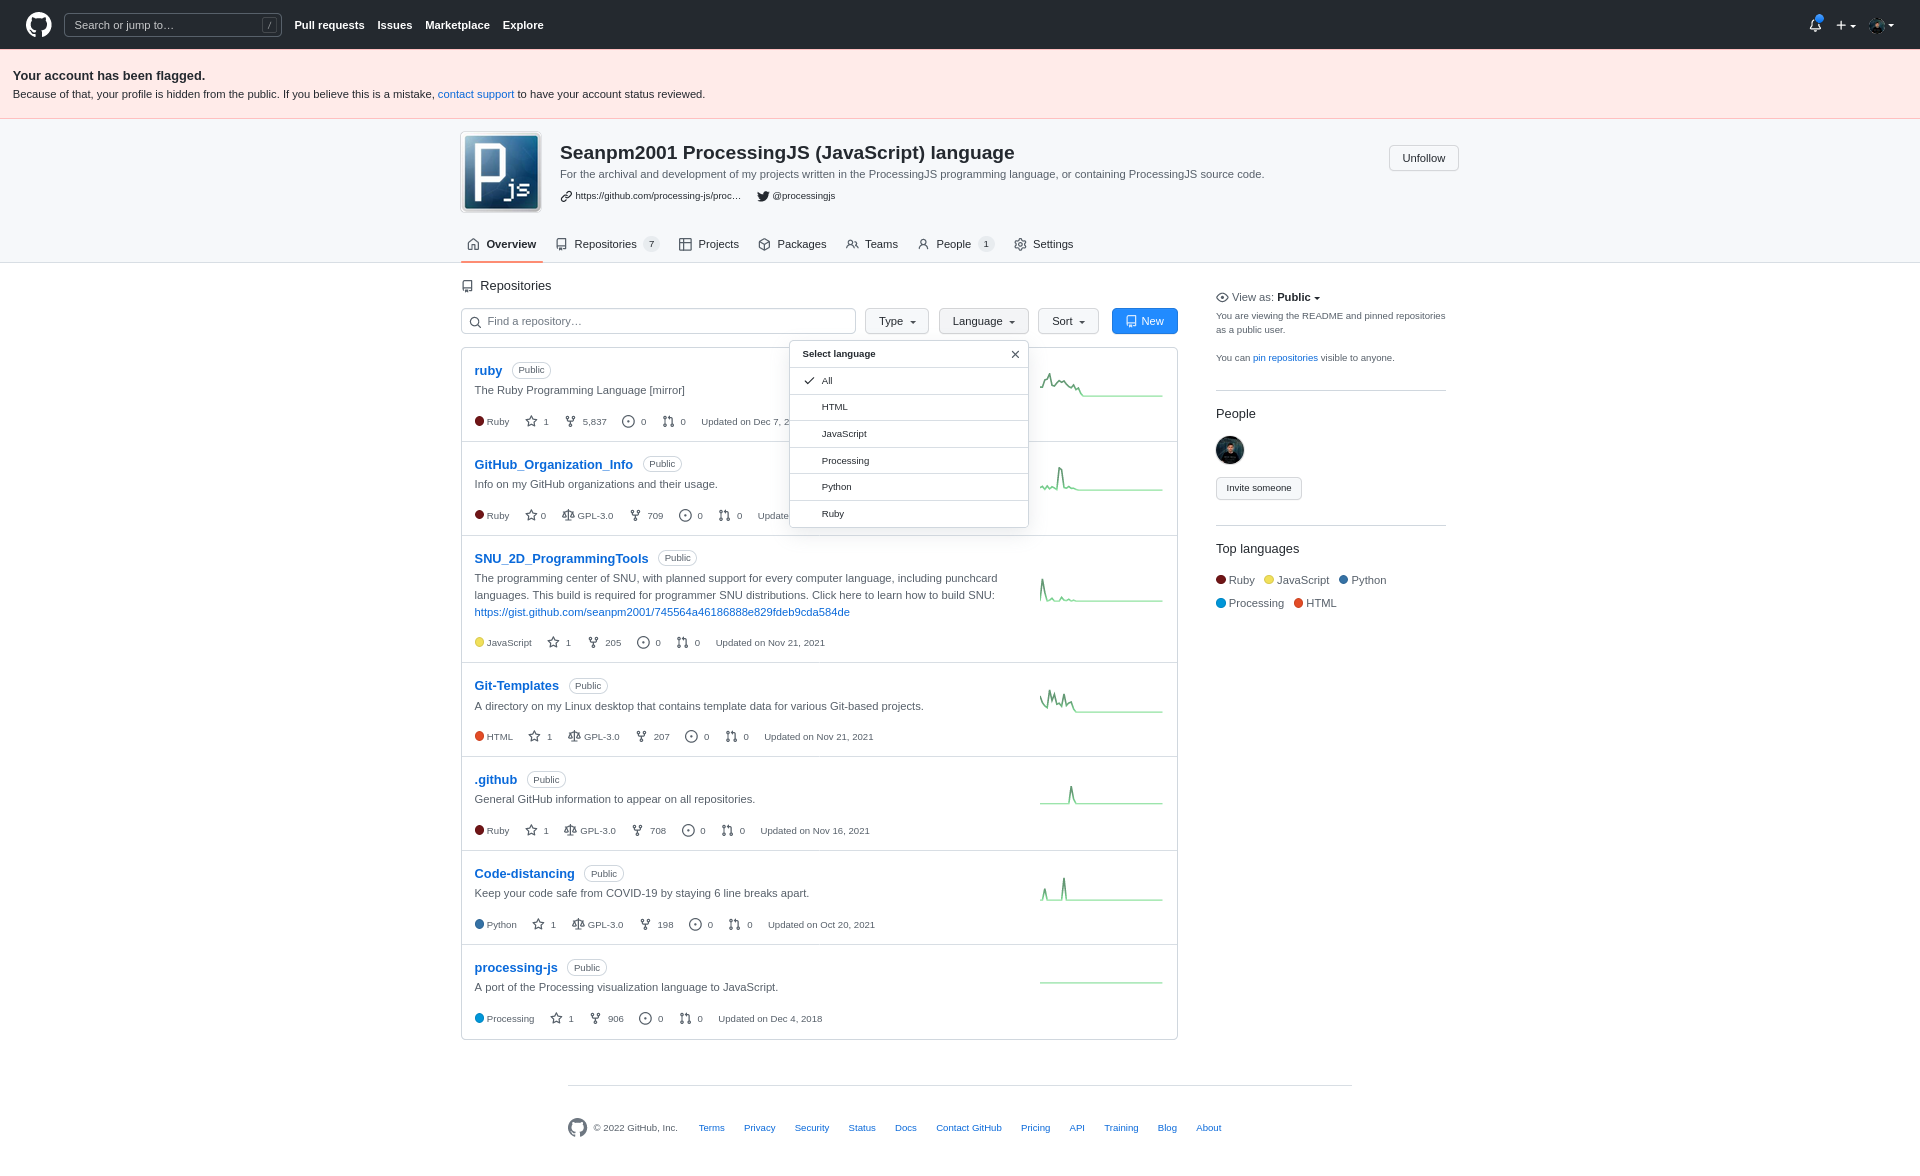 Search or jump to…
/
Pull requests
Issues
Marketplace
Explore
Your account has been flagged.
Because of that, your profile is hidden from the public. If you believe this is a mistake, contact support to have your account status reviewed.
P
js
Seanpm2001 ProcessingJS (JavaScript) language
For the archival and development of my projects written in the ProcessingJS programming language, or containing ProcessingJS source code.
https://github.com/processing-js/proc…
@processingjs
Unfollow
Overview
Repositories 7
Projects
Packages
Teams
People 1
Settings
Repositories
Find a repository…
Type
Language
Sort
New
Select language
All
HTML
JavaScript
Processing
Python
Ruby
ruby Public
The Ruby Programming Language [mirror]
Ruby 1 5,837 0 0 Updated on Dec 7, 2
GitHub_Organization_Info Public
Info on my GitHub organizations and their usage.
Ruby 0 GPL-3.0 709 0 0 Update
SNU_2D_ProgrammingTools Public
The programming center of SNU, with planned support for every computer language, including punchcard
languages. This build is required for programmer SNU distributions. Click here to learn how to build SNU:
https://gist.github.com/seanpm2001/745564a46186888e829fdeb9cda584de
JavaScript 1 205 0 0 Updated on Nov 21, 2021
Git-Templates Public
A directory on my Linux desktop that contains template data for various Git-based projects.
HTML 1 GPL-3.0 207 0 0 Updated on Nov 21, 2021
.github Public
General GitHub information to appear on all repositories.
Ruby 1 GPL-3.0 708 0 0 Updated on Nov 16, 2021
Code-distancing Public
Keep your code safe from COVID-19 by staying 6 line breaks apart.
Python 1 GPL-3.0 198 0 0 Updated on Oct 20, 2021
processing-js Public
A port of the Processing visualization language to JavaScript.
Processing 1 906 0 0 Updated on Dec 4, 2018
View as: Public
You are viewing the README and pinned repositories
as a public user.
You can pin repositories visible to anyone.
People
Invite someone
Top languages
Ruby JavaScript Python
Processing HTML
© 2022 GitHub, Inc.
Terms
Privacy
Security
Status
Docs
Contact GitHub
Pricing
API
Training
Blog
About